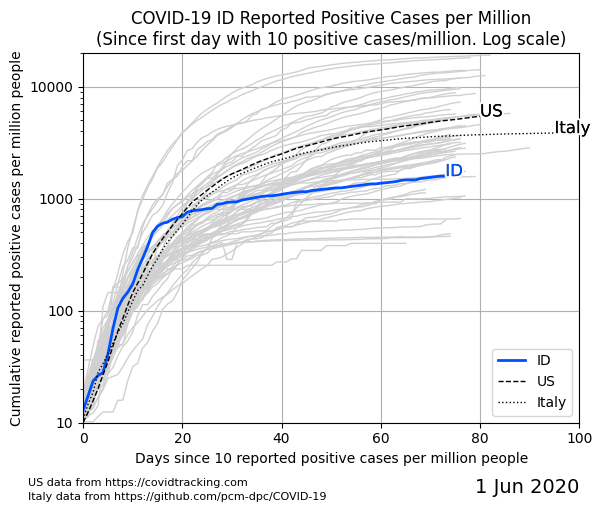 COVID-19 ID Reported Positive Cases per Million
(Since first day with 10 positive cases/million. Log scale)
Cumulative reported positive cases per million people
10000
1000
100
10
US
Italy
ID
ID
US
Italy
0 20 40 60 80 100
Days since 10 reported positive cases per million people
US data from https://covidtracking.com
Italy data from https://github.com/pcm-dpc/COVID-19
1 Jun 2020